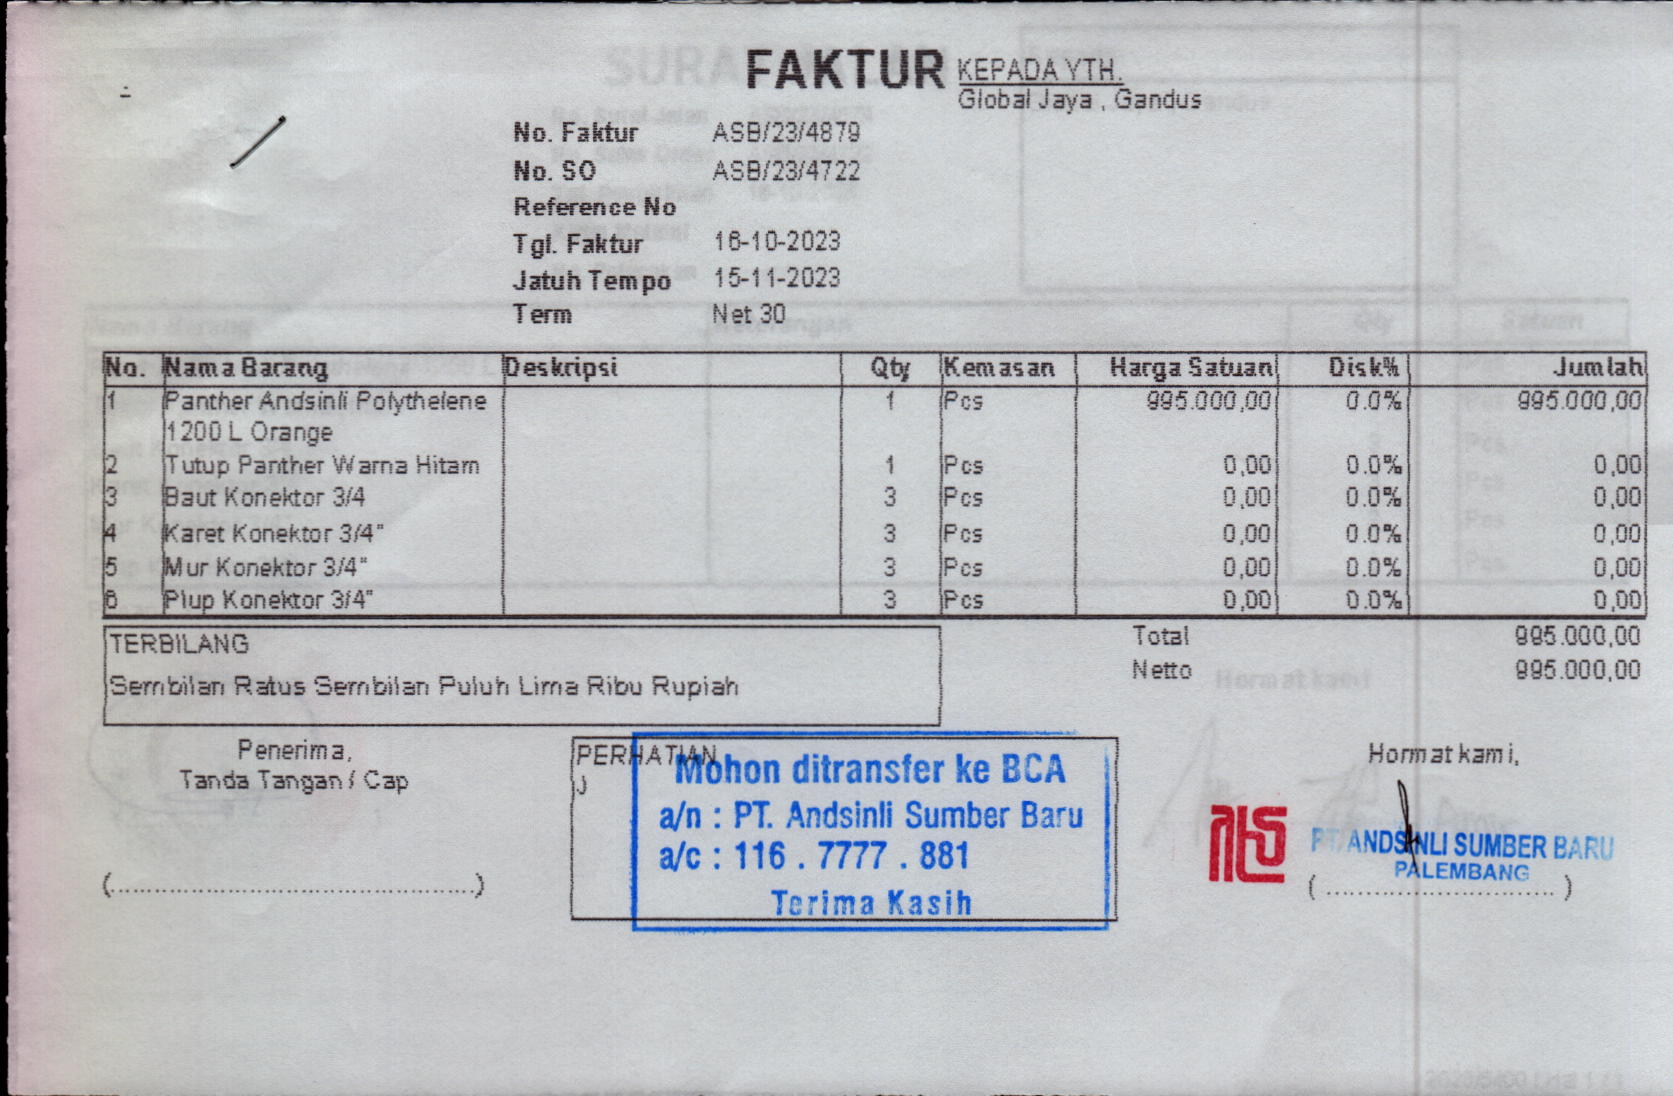 FAKTUR
KEPADA YTH.
Global Jaya , Gandus
No. Faktur ASB/23/4879
No. SO ASB/23/4722
Reference No
Tgl. Faktur 16-10-2023
Jatuh Tempo 15-11-2023
Term Net 30
No. Nama Barang Deskripsi Qty Kemasan Harga Satuan Disk% Jumlah
1 Panther Andsinli Polythelene 1 Pcs 995.000,00 0.0% 995.000,00
1200 L Orange
2 Tutup Panther Warna Hitam 1 Pcs 0,00 0.0% 0,00
3 Baut Konektor 3/4 3 Pcs 0,00 0.0% 0,00
4 Karet Konektor 3/4" 3 Pcs 0,00 0.0% 0,00
5 Mur Konektor 3/4" 3 Pcs 0,00 0.0% 0,00
6 Plup Konektor 3/4" 3 Pcs 0,00 0.0% 0,00
TERBILANG
Sembilan Ratus Sembilan Puluh Lima Ribu Rupiah
Total 995.000,00
Netto 995.000,00
Penerima,
Tanda Tangan / Cap
(................................................)
PERHATIAN
Mohon ditransfer ke BCA
a/n : PT. Andsinli Sumber Baru
a/c : 116 . 7777 . 881
Terima Kasih
Hormat kami,
PT. ANDSINLI SUMBER BARU
PALEMBANG
( .............................. )